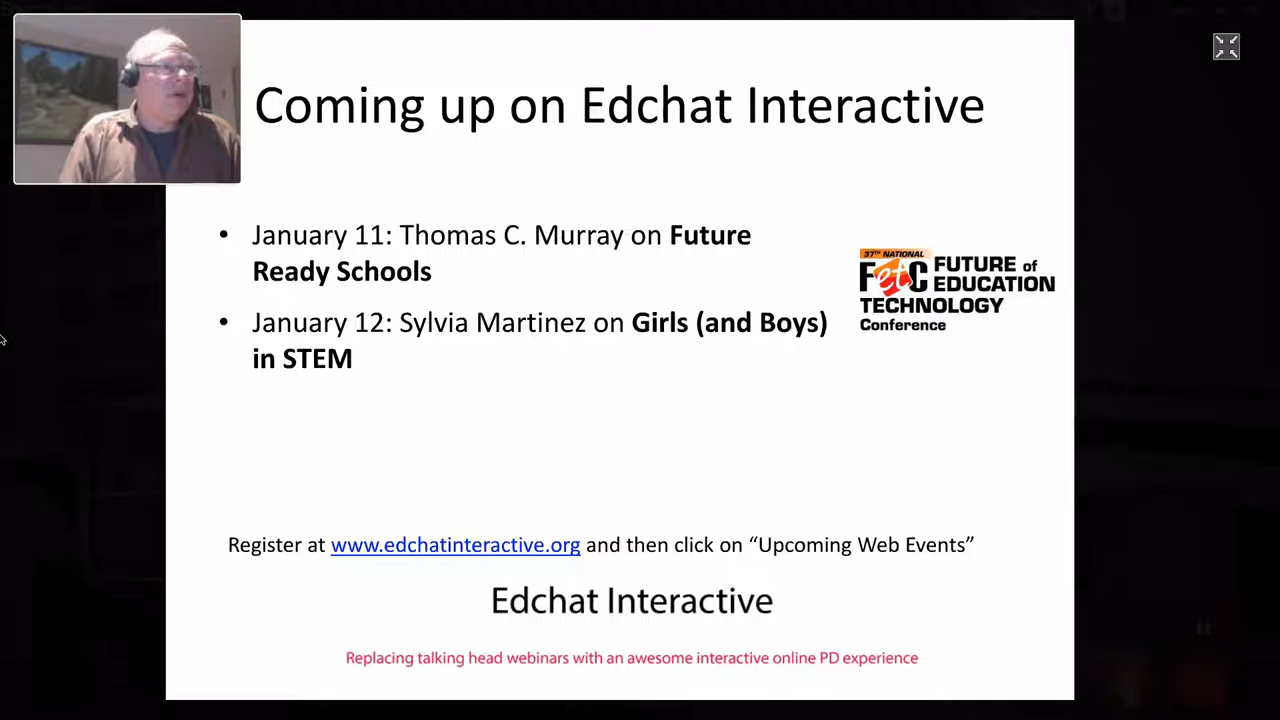 Coming up on Edchat Interactive
• January 11: Thomas C. Murray on Future
Ready Schools
• January 12: Sylvia Martinez on Girls (and Boys)
in STEM
37TH NATIONAL
FETC FUTURE of
EDUCATION
TECHNOLOGY
Conference
Register at www.edchatinteractive.org and then click on “Upcoming Web Events”
Edchat Interactive
Replacing talking head webinars with an awesome interactive online PD experience